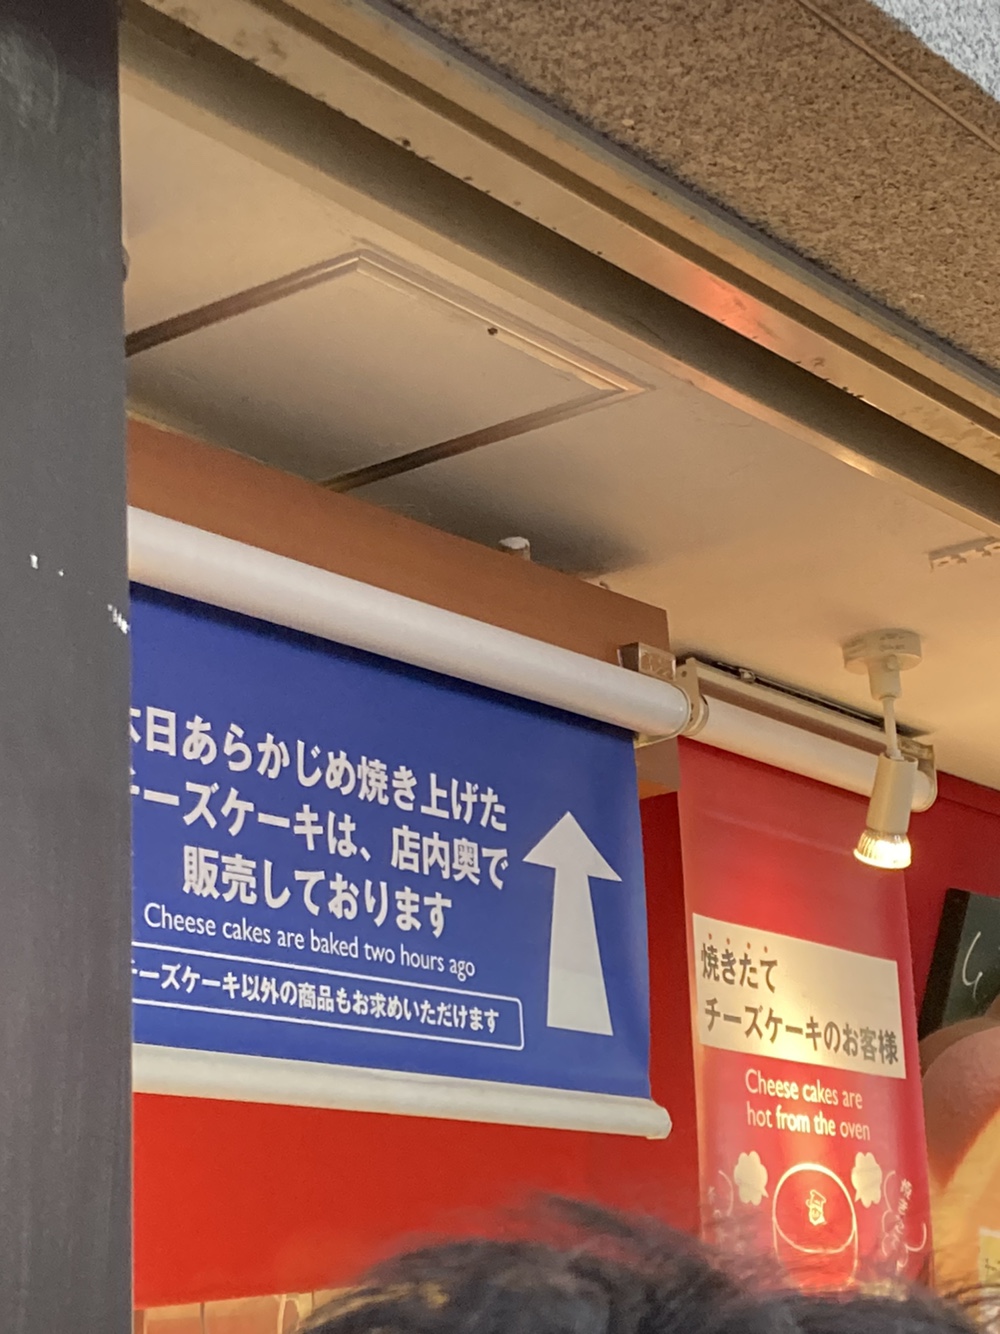 日あらかじめ焼き上げた
ーズケーキは、店内奥で
販売しております
Cheese cakes are baked two hours ago
ーズケーキ以外の商品もお求めいただけます
焼きたて
チーズケーキのお客様
Cheese cakes are
hot from the oven